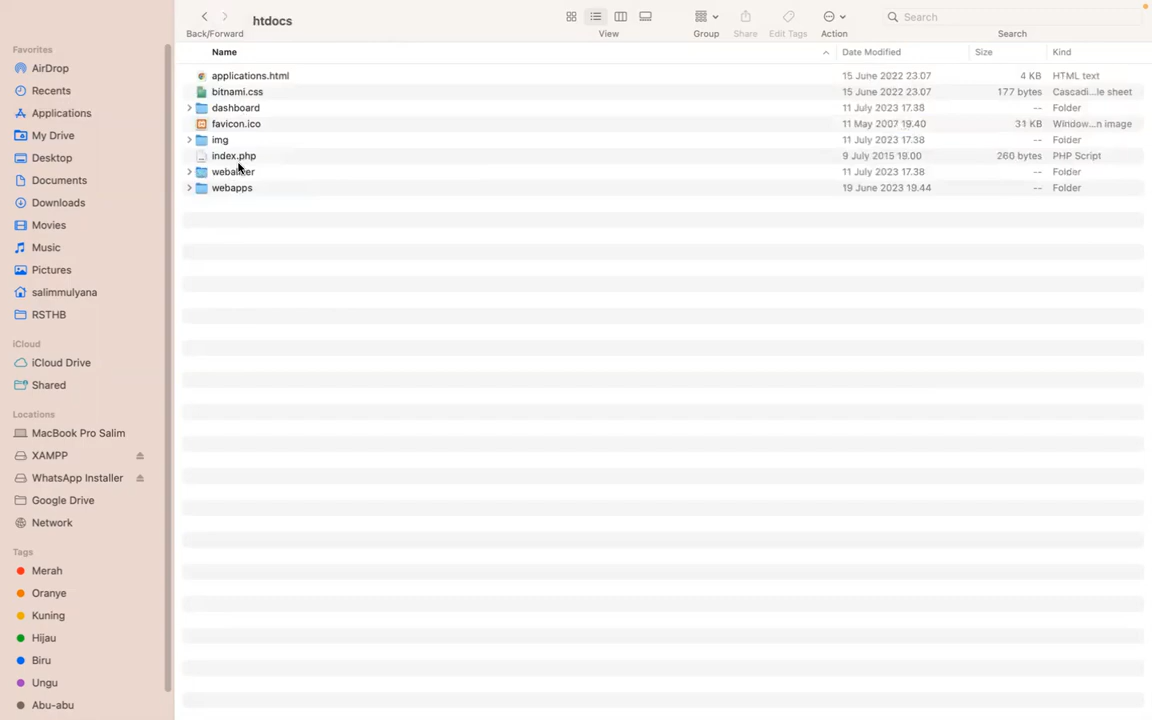 htdocs
Back/Forward
View
Group
Share
Edit Tags
Action
Search
Search
Name
Date Modified
Size
Kind
applications.html
15 June 2022 23.07
4 KB
HTML text
bitnami.css
15 June 2022 23.07
177 bytes
Cascadi...le sheet
dashboard
11 July 2023 17.38
--
Folder
favicon.ico
11 May 2007 19.40
31 KB
Window...n image
img
11 July 2023 17.38
--
Folder
index.php
9 July 2015 19.00
260 bytes
PHP Script
11 July 2023 17.38
--
Folder
webapps
19 June 2023 19.44
--
Folder
Favorites
AirDrop
Recents
Applications
My Drive
Desktop
Documents
Downloads
Movies
Music
Pictures
salimmulyana
RSTHB
iCloud
iCloud Drive
Shared
Locations
MacBook Pro Salim
XAMPP
WhatsApp Installer
Google Drive
Network
Tags
Merah
Oranye
Kuning
Hijau
Biru
Ungu
Abu-abu